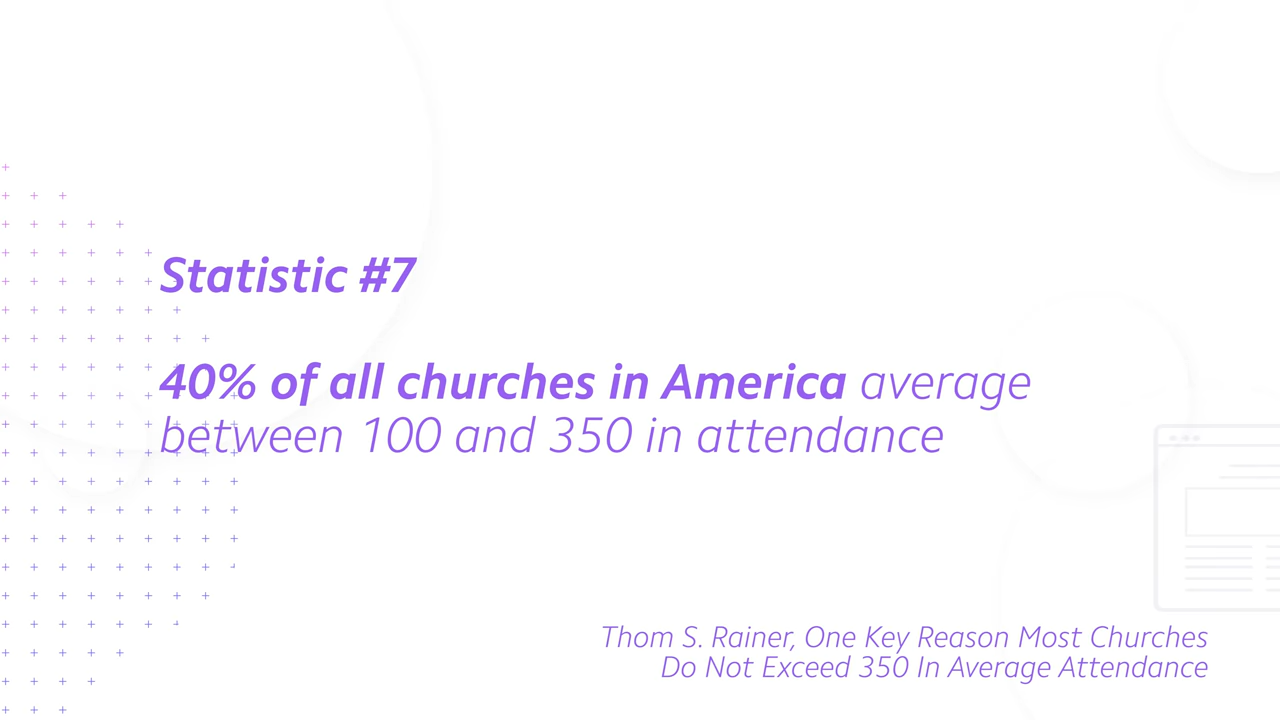 Statistic #7
40% of all churches in America average
between 100 and 350 in attendance
Thom S. Rainer, One Key Reason Most Churches
Do Not Exceed 350 In Average Attendance